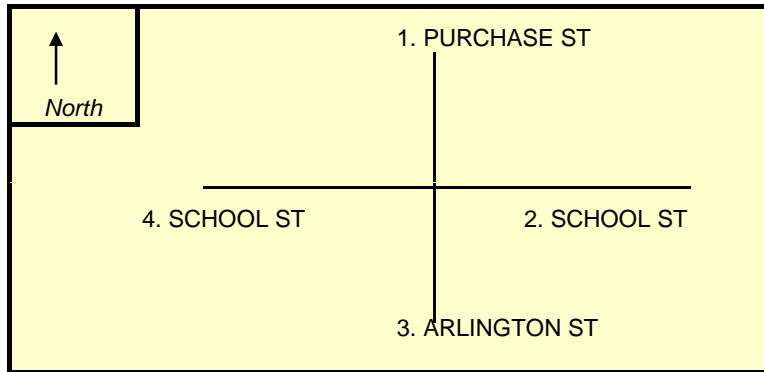 1. PURCHASE ST
North
4. SCHOOL ST
2. SCHOOL ST
3. ARLINGTON ST